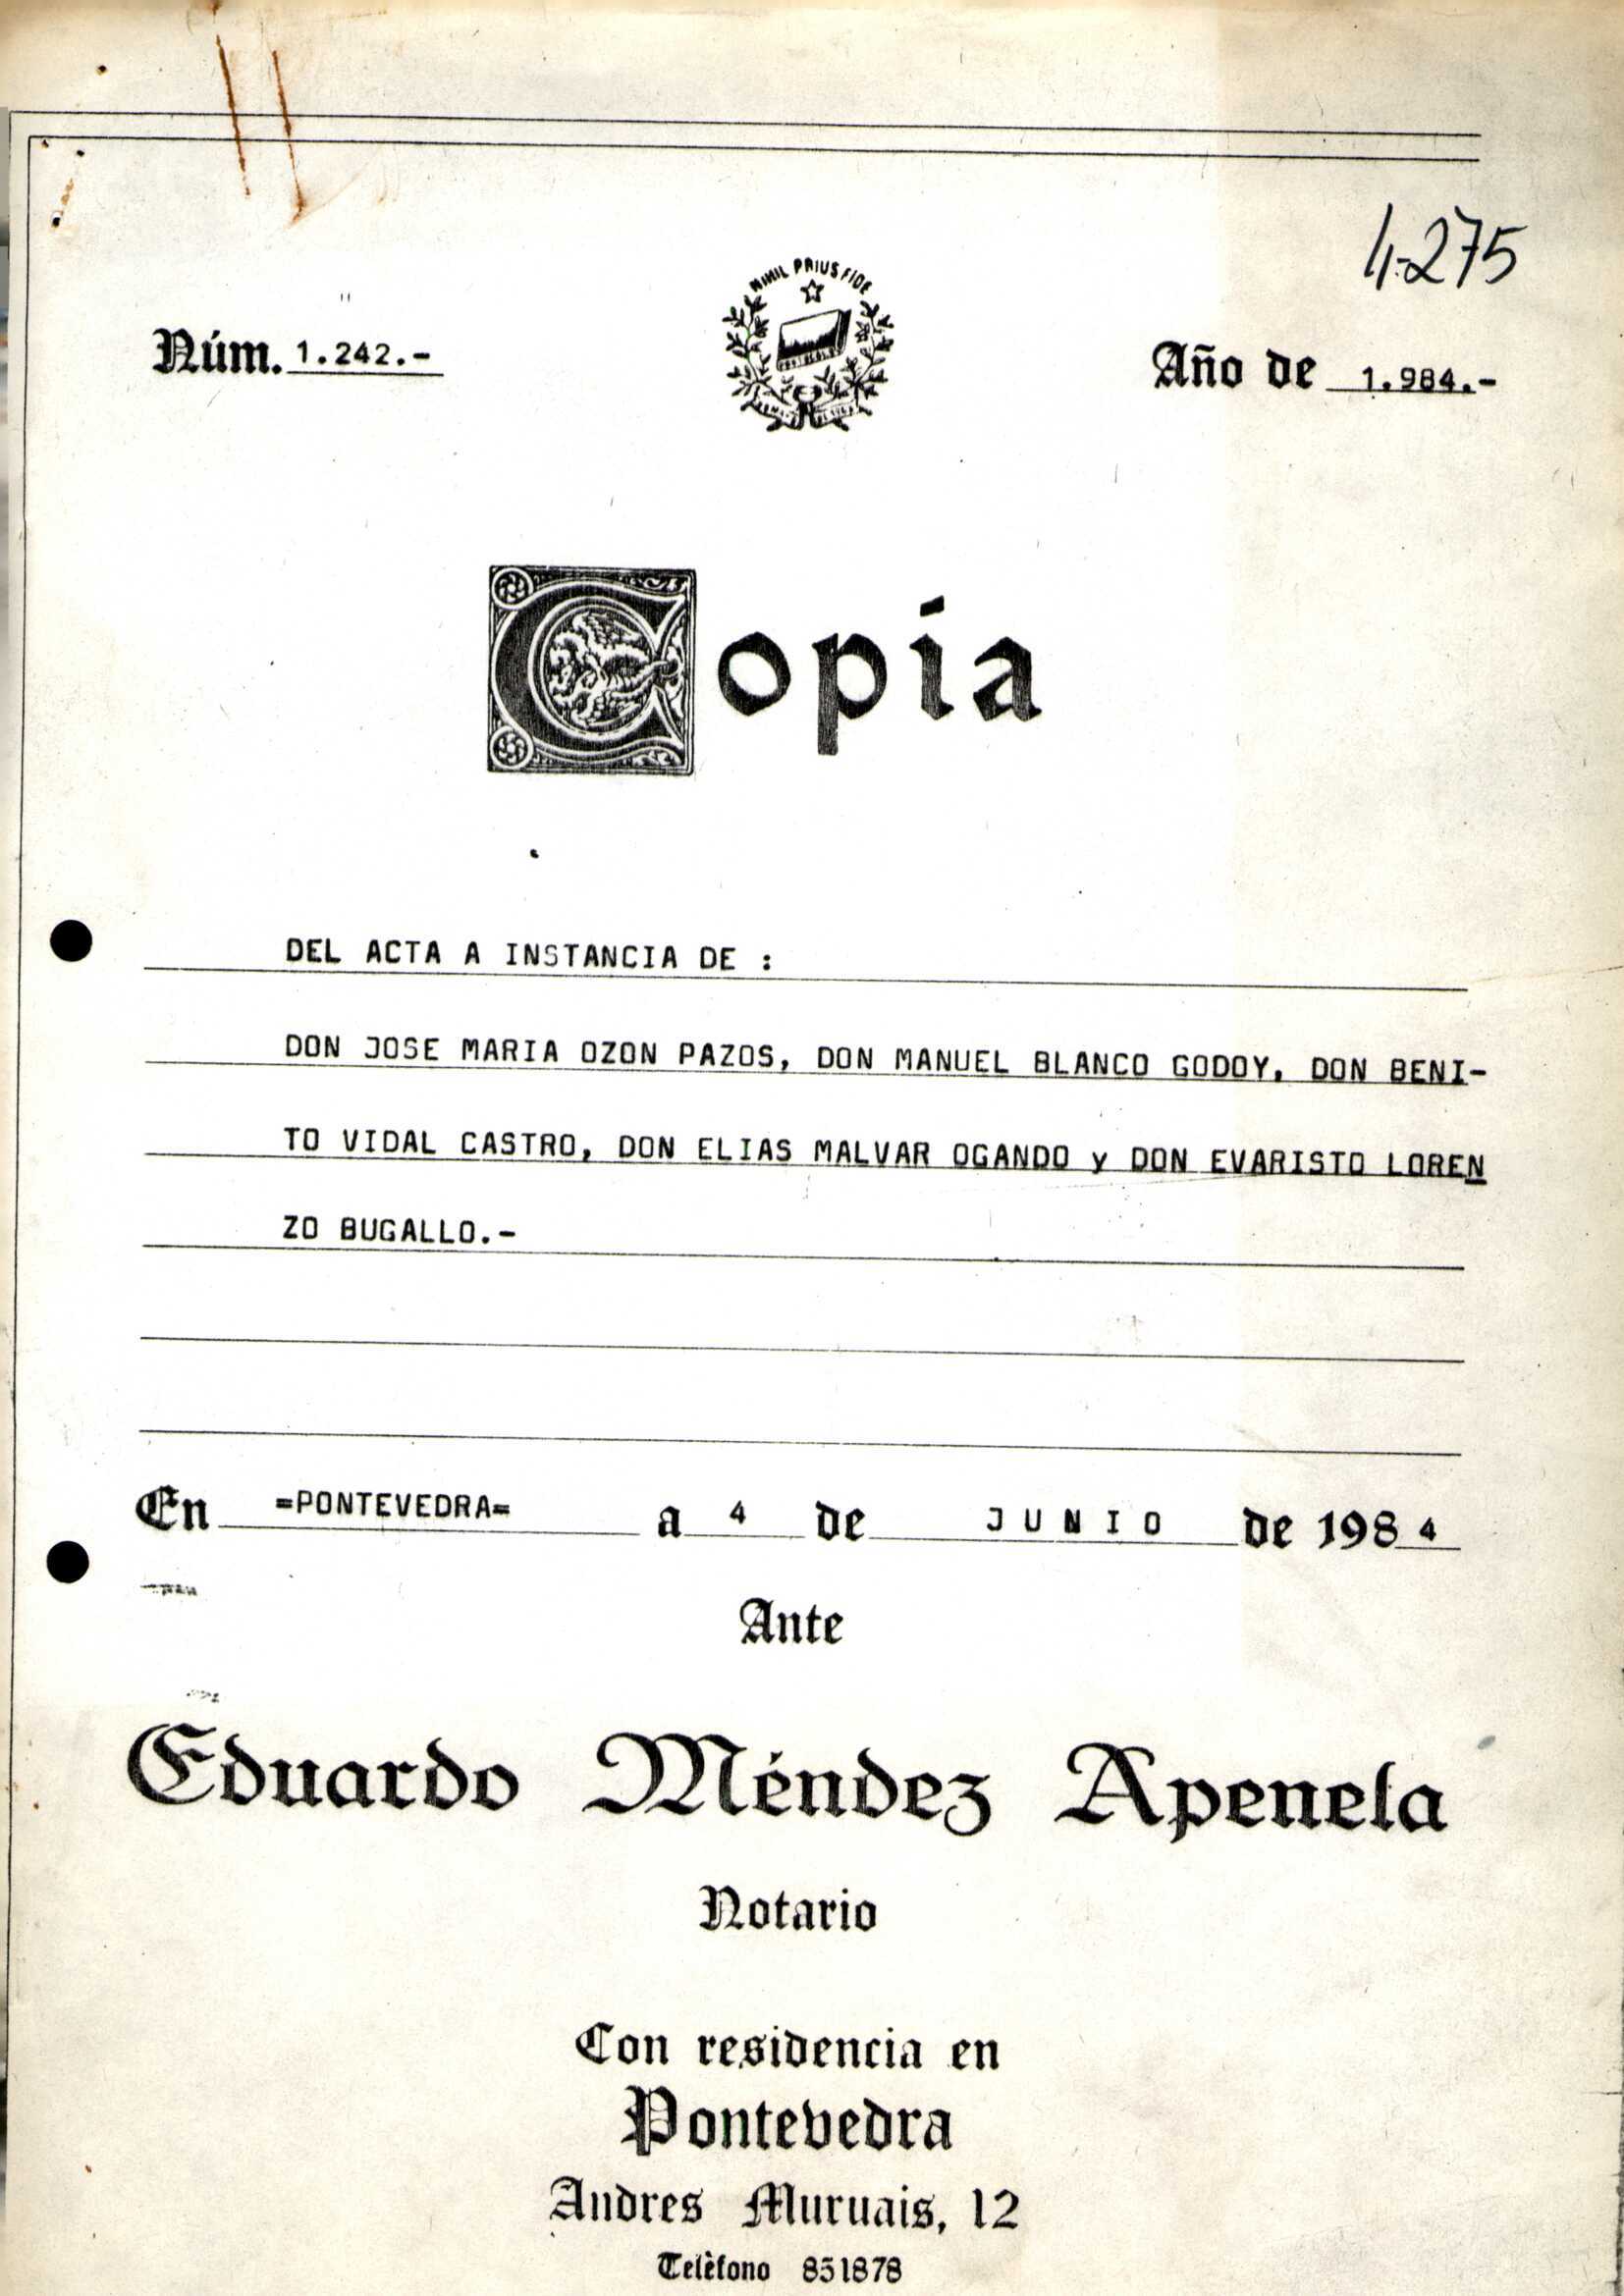 4.275
NIHIL PRIUS FIDE
Núm. 1.242.-
Año de 1.984.-
Copia
DEL ACTA A INSTANCIA DE :
DON JOSE MARIA OZON PAZOS, DON MANUEL BLANCO GODOY, DON BENI-
TO VIDAL CASTRO, DON ELIAS MALVAR OGANDO y DON EVARISTO LOREN
ZO BUGALLO.-
En =PONTEVEDRA= a 4 de JUNIO de 1984
Ante
Eduardo Méndez Apenela
Notario
Con residencia en
Pontevedra
Andres Muruais, 12
Teléfono 851878